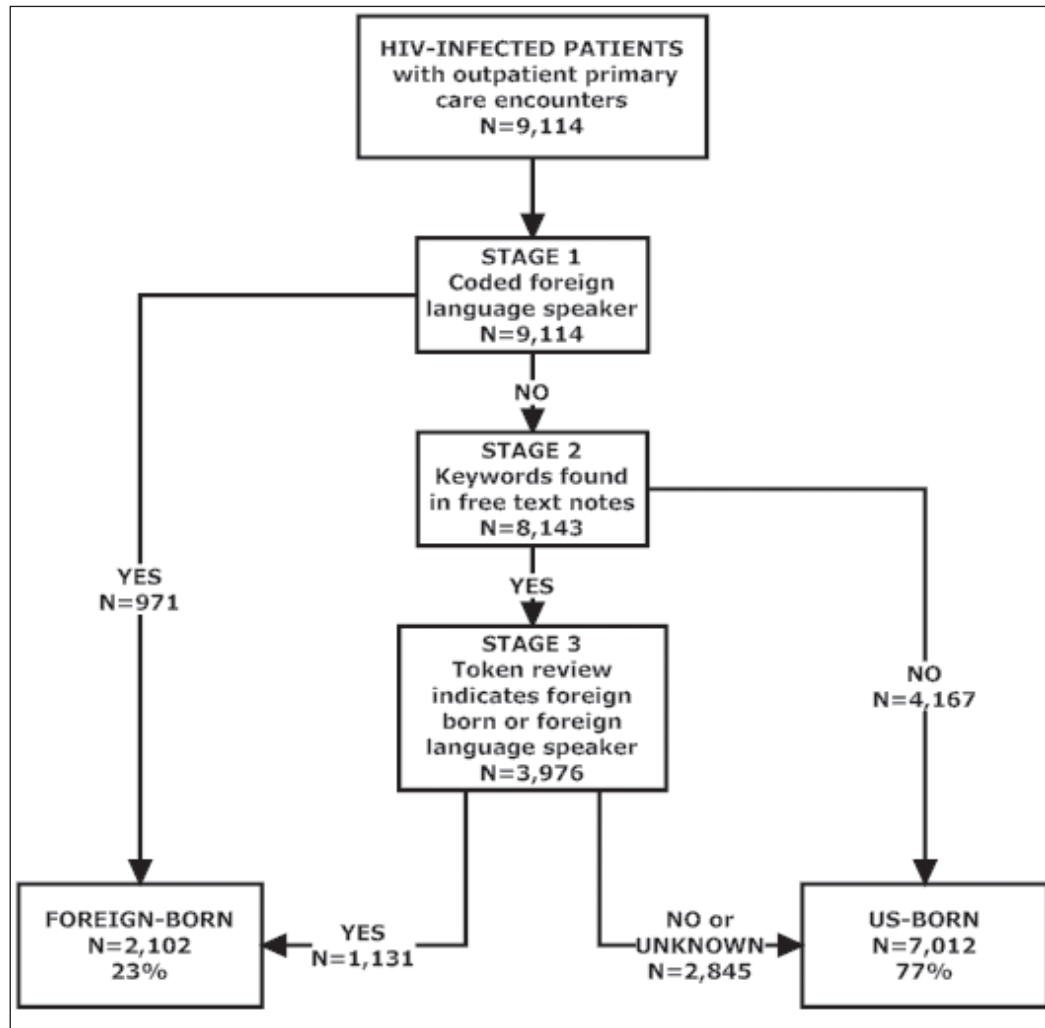 HIV-INFECTED PATIENTS
with outpatient primary
care encounters
N=9,114
STAGE 1
Coded foreign
language speaker
N=9,114
NO
STAGE 2
Keywords found
in free text notes
N=8,143
YES
N=971
YES
STAGE 3
Token review
indicates foreign
born or foreign
language speaker
N=3,976
NO
N=4,167
FOREIGN-BORN
N=2,102
23%
YES
N=1,131
NO or
UNKNOWN
N=2,845
US-BORN
N=7,012
77%